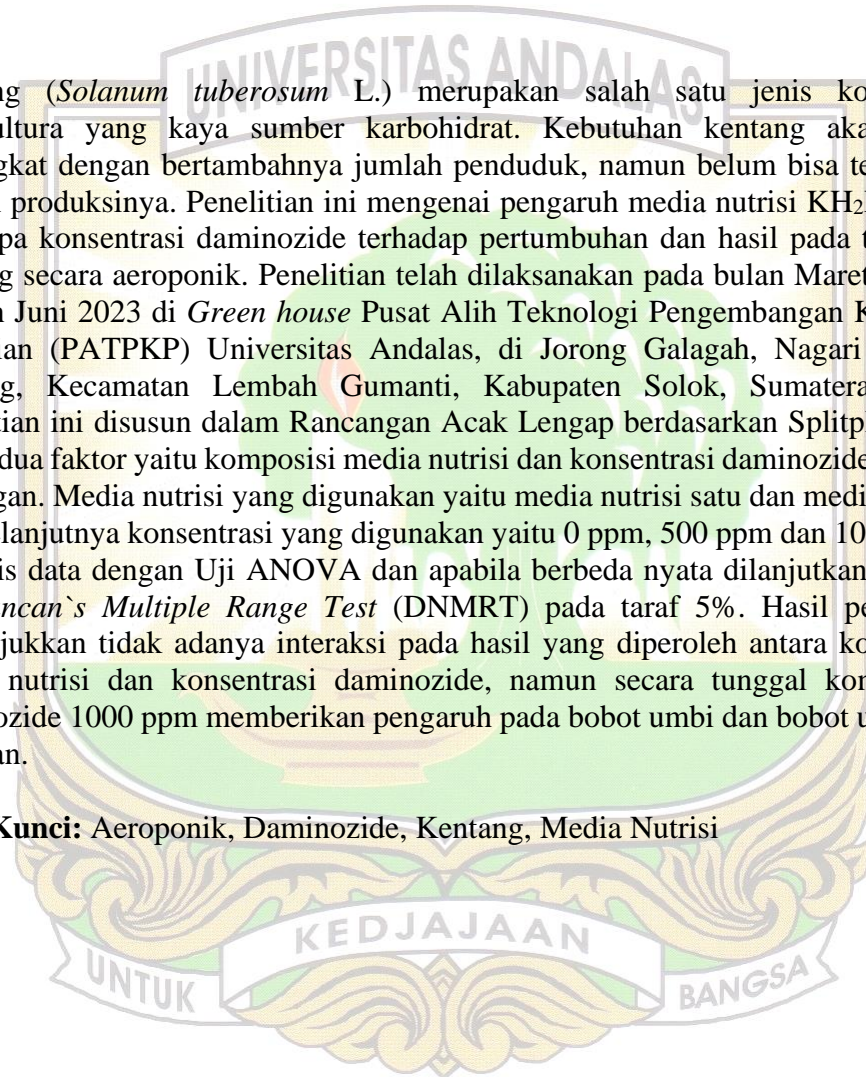 UNIVERSITAS ANDALAS
ng (Solanum tuberosum L.) merupakan salah satu jenis ko
ultura yang kaya sumber karbohidrat. Kebutuhan kentang aka
gkat dengan bertambahnya jumlah penduduk, namun belum bisa te
produksinya. Penelitian ini mengenai pengaruh media nutrisi KH₂
pa konsentrasi daminozide terhadap pertumbuhan dan hasil pada t
g secara aeroponik. Penelitian telah dilaksanakan pada bulan Maret
n Juni 2023 di Green house Pusat Alih Teknologi Pengembangan K
ian (PATPKP) Universitas Andalas, di Jorong Galagah, Nagari
g, Kecamatan Lembah Gumanti, Kabupaten Solok, Sumatera
tian ini disusun dalam Rancangan Acak Lengap berdasarkan Splitp
dua faktor yaitu komposisi media nutrisi dan konsentrasi daminozide
gan. Media nutrisi yang digunakan yaitu media nutrisi satu dan medi
elanjutnya konsentrasi yang digunakan yaitu 0 ppm, 500 ppm dan 10
is data dengan Uji ANOVA dan apabila berbeda nyata dilanjutkan
ncan`s Multiple Range Test (DNMRT) pada taraf 5%. Hasil pe
jukkan tidak adanya interaksi pada hasil yang diperoleh antara ko
nutrisi dan konsentrasi daminozide, namun secara tunggal kon
ozide 1000 ppm memberikan pengaruh pada bobot umbi dan bobot u
an.
Kunci: Aeroponik, Daminozide, Kentang, Media Nutrisi
KEDJAJAAN
UNTUK BANGSA